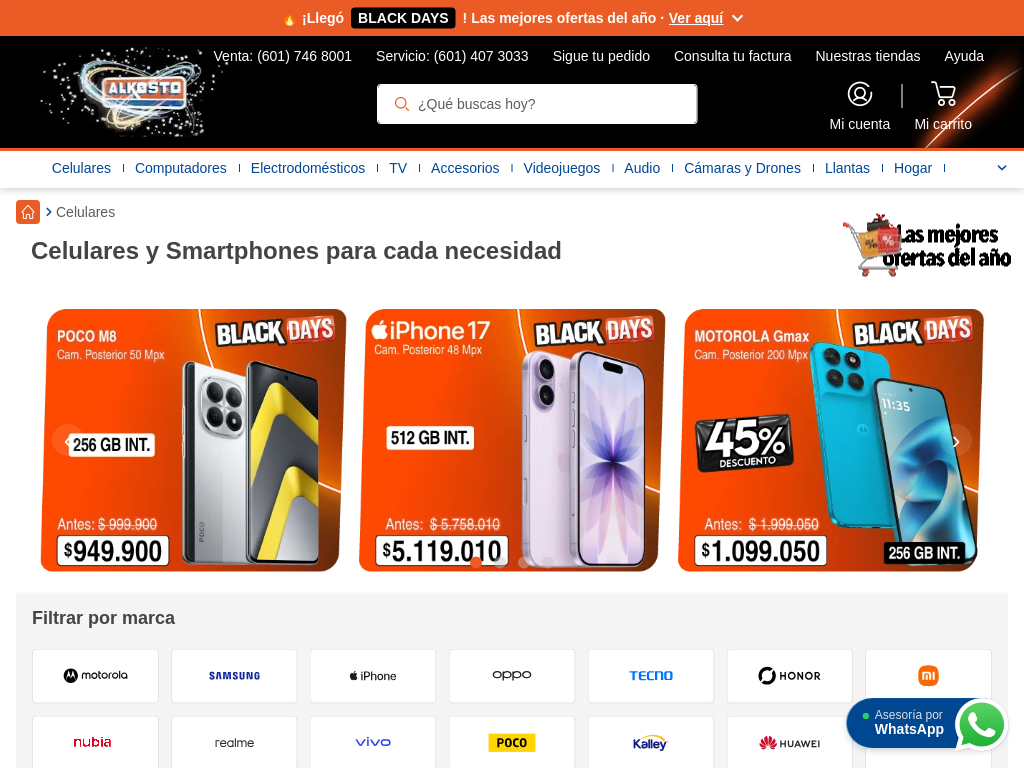 🔥 ¡Llegó BLACK DAYS ! Las mejores ofertas del año · Ver aquí
Venta: (601) 746 8001 Servicio: (601) 407 3033 Sigue tu pedido Consulta tu factura Nuestras tiendas Ayuda
ALKOSTO
¿Qué buscas hoy?
Mi cuenta Mi carrito
Celulares Computadores Electrodomésticos TV Accesorios Videojuegos Audio Cámaras y Drones Llantas Hogar
Celulares
Celulares y Smartphones para cada necesidad
Las mejores
ofertas del año
POCO M8
Cam. Posterior 50 Mpx
BLACK DAYS
256 GB INT.
POCO
Antes: $ 999.900
$949.900
iPhone 17
Cam. Posterior 48 Mpx
BLACK DAYS
512 GB INT.
Antes: $ 5.758.010
$5.119.010
MOTOROLA Gmax
Cam. Posterior 200 Mpx
BLACK DAYS
11:35
45%
DESCUENTO
Antes: $ 1.999.050
$1.099.050
256 GB INT.
Filtrar por marca
motorola SAMSUNG iPhone oppo TECNO HONOR mi
nubia realme vivo POCO Kalley HUAWEI
Asesoría por
WhatsApp